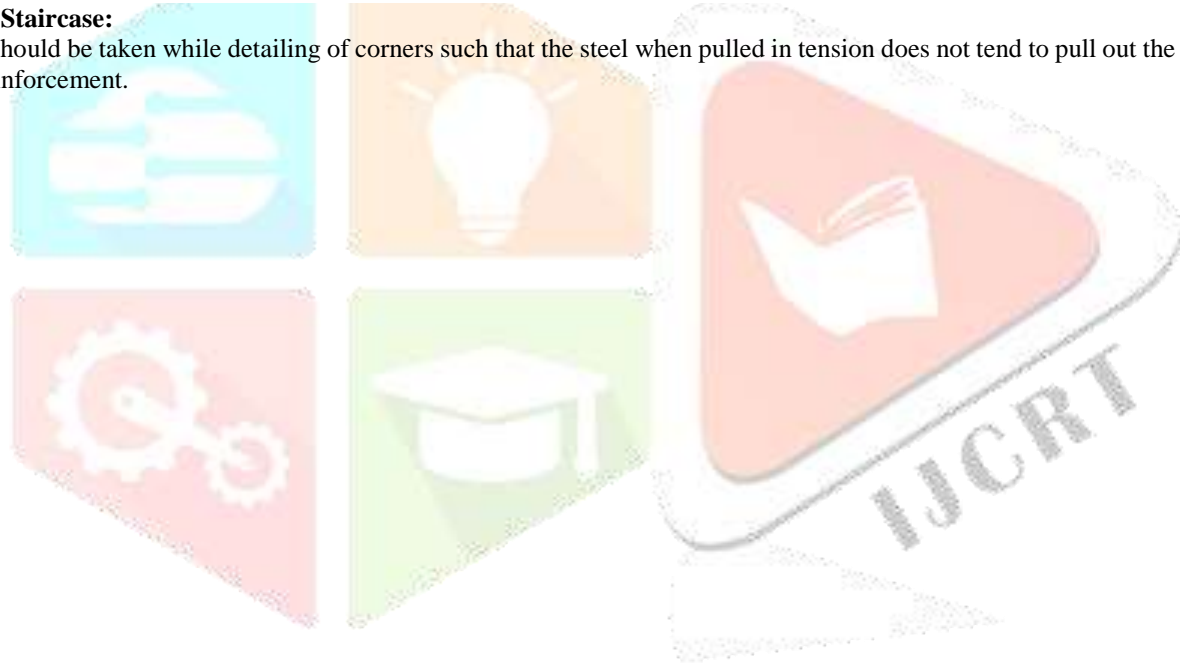 Staircase:
hould be taken while detailing of corners such that the steel when pulled in tension does not tend to pull out the
nforcement.
IJCRT